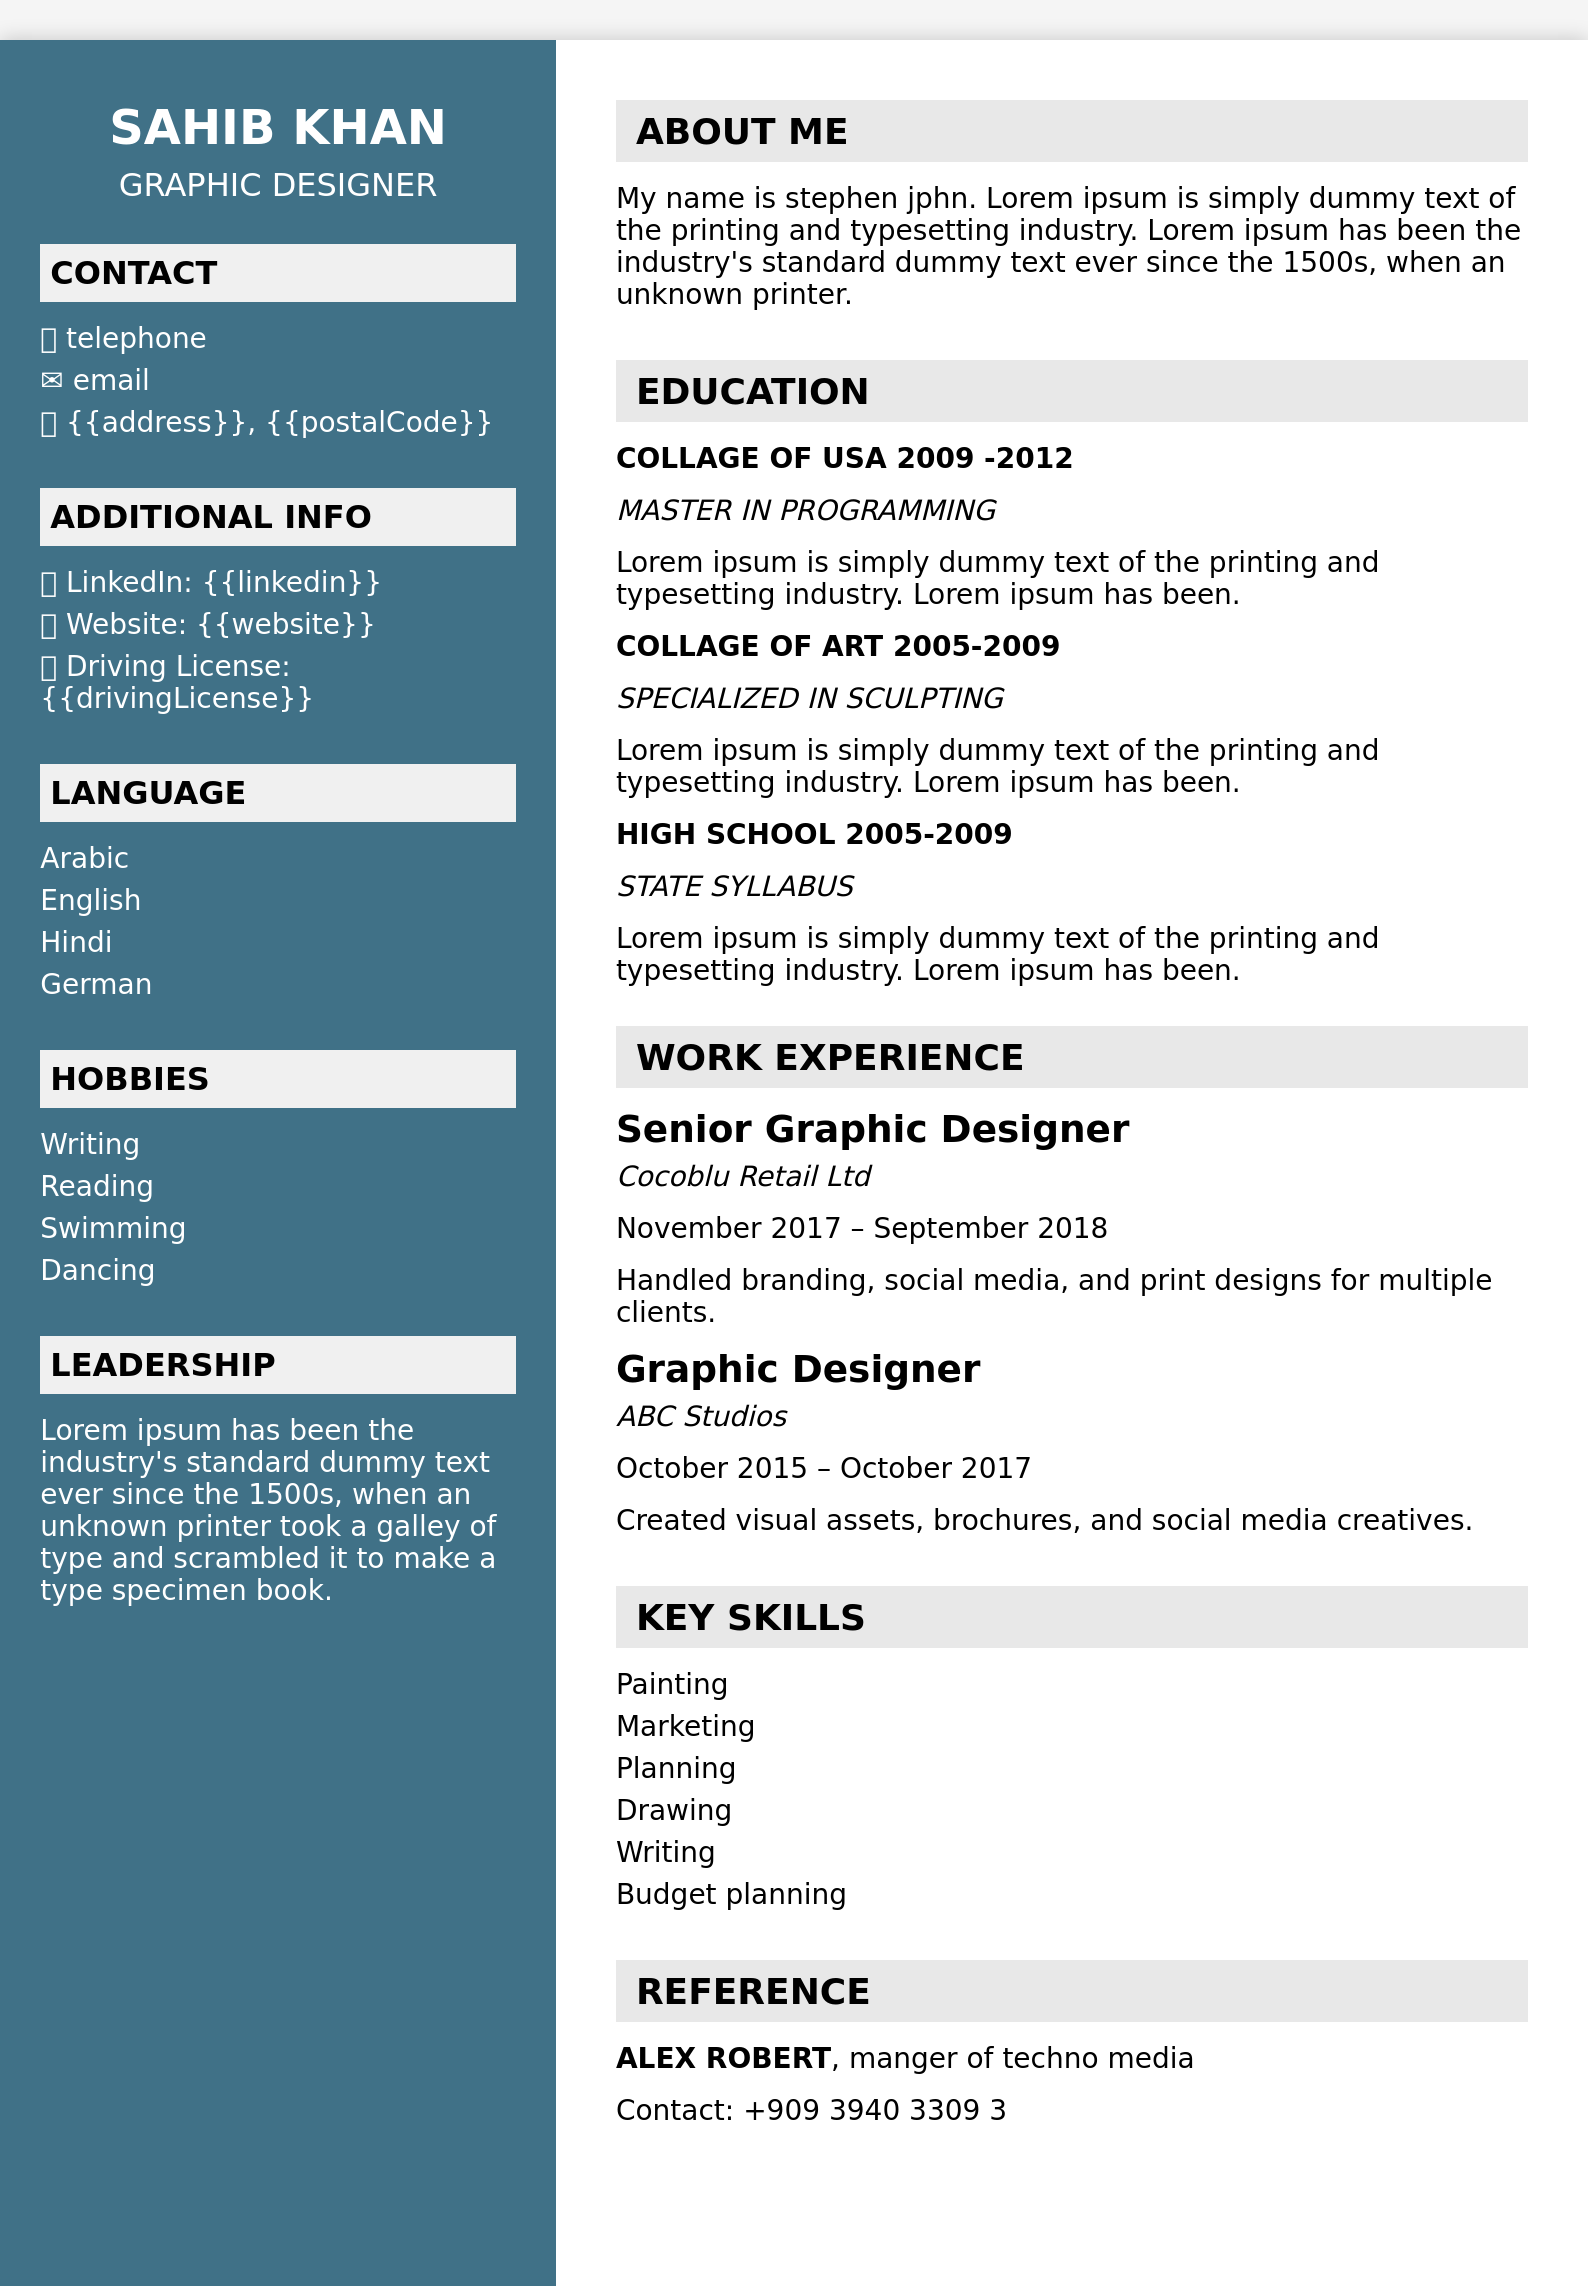 SAHIB KHAN
GRAPHIC DESIGNER
CONTACT
telephone
✉ email
{{address}}, {{postalCode}}
ADDITIONAL INFO
LinkedIn: {{linkedin}}
Website: {{website}}
Driving License:
{{drivingLicense}}
LANGUAGE
Arabic
English
Hindi
German
HOBBIES
Writing
Reading
Swimming
Dancing
LEADERSHIP
Lorem ipsum has been the
industry's standard dummy text
ever since the 1500s, when an
unknown printer took a galley of
type and scrambled it to make a
type specimen book.
ABOUT ME
My name is stephen jphn. Lorem ipsum is simply dummy text of
the printing and typesetting industry. Lorem ipsum has been the
industry's standard dummy text ever since the 1500s, when an
unknown printer.
EDUCATION
COLLAGE OF USA 2009 -2012
MASTER IN PROGRAMMING
Lorem ipsum is simply dummy text of the printing and
typesetting industry. Lorem ipsum has been.
COLLAGE OF ART 2005-2009
SPECIALIZED IN SCULPTING
Lorem ipsum is simply dummy text of the printing and
typesetting industry. Lorem ipsum has been.
HIGH SCHOOL 2005-2009
STATE SYLLABUS
Lorem ipsum is simply dummy text of the printing and
typesetting industry. Lorem ipsum has been.
WORK EXPERIENCE
Senior Graphic Designer
Cocoblu Retail Ltd
November 2017 – September 2018
Handled branding, social media, and print designs for multiple
clients.
Graphic Designer
ABC Studios
October 2015 – October 2017
Created visual assets, brochures, and social media creatives.
KEY SKILLS
Painting
Marketing
Planning
Drawing
Writing
Budget planning
REFERENCE
ALEX ROBERT, manger of techno media
Contact: +909 3940 3309 3